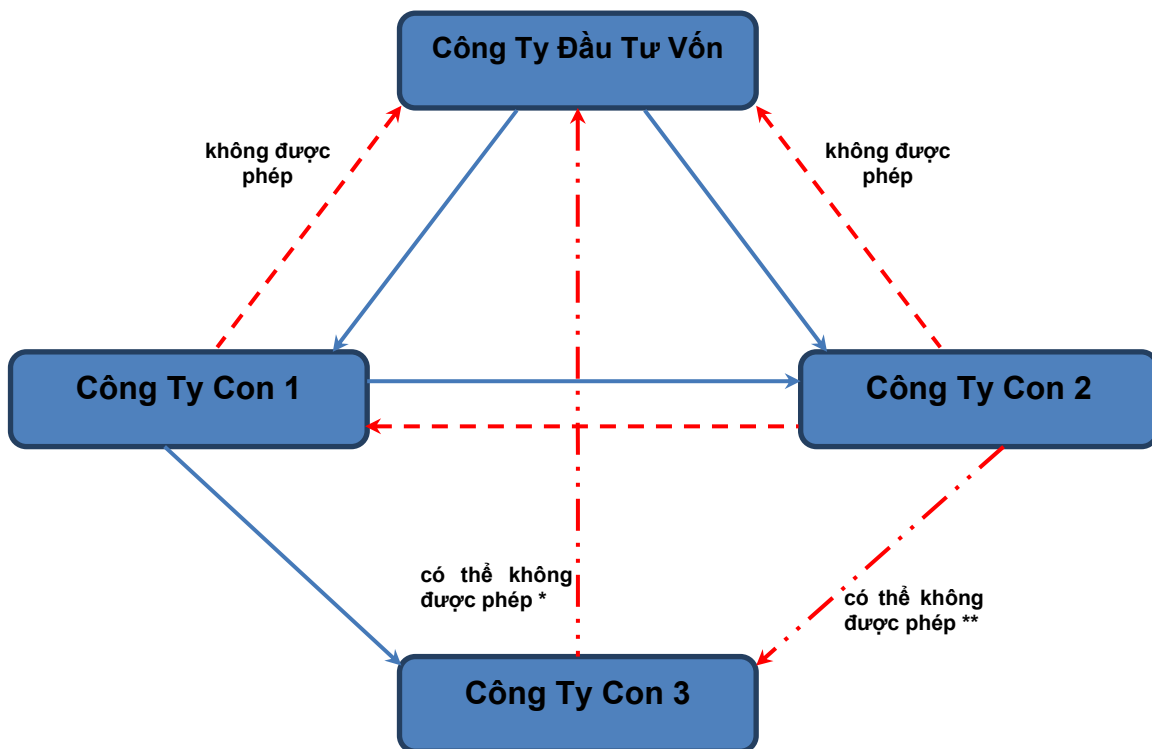 Công Ty Đầu Tư Vốn
không được
phép
không được
phép
Công Ty Con 1
Công Ty Con 2
có thể không
được phép *
có thể không
được phép **
Công Ty Con 3